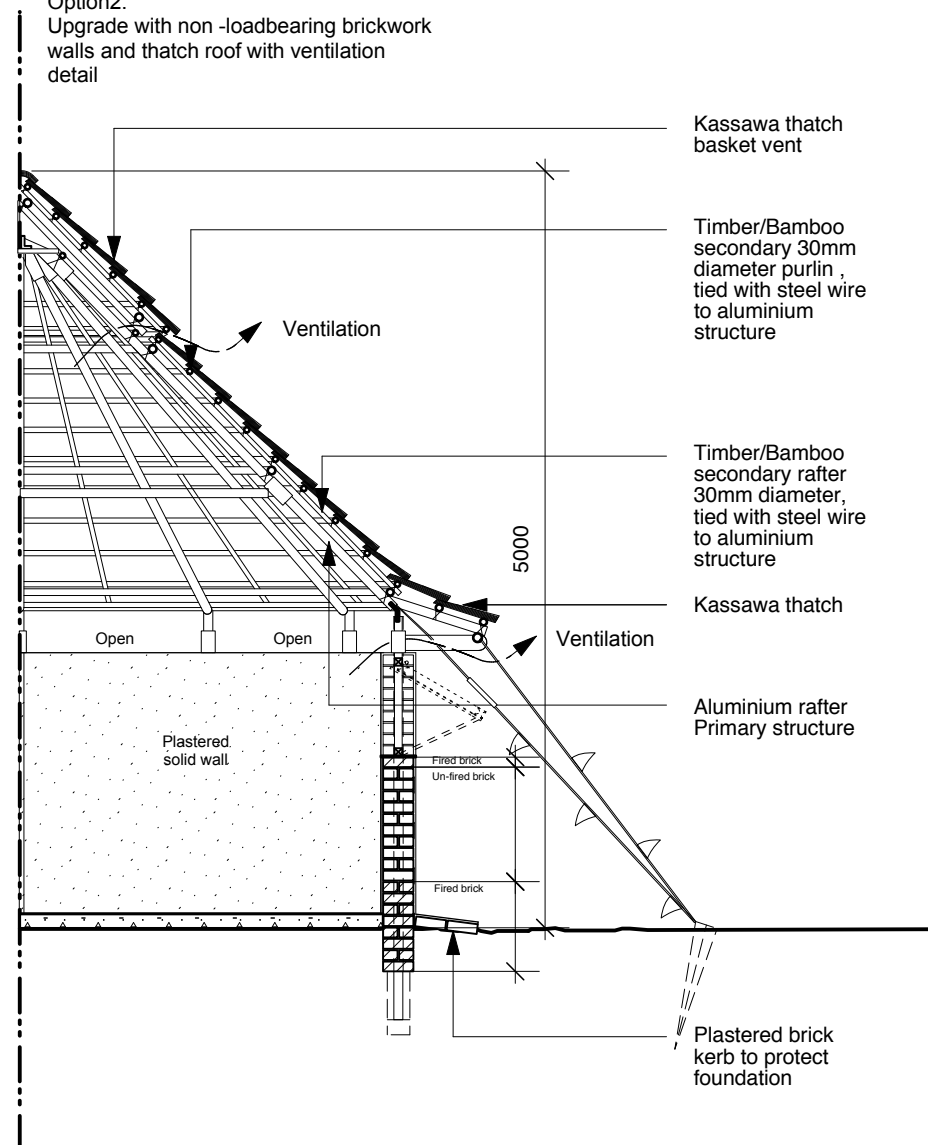 Option2:
Upgrade with non -loadbearing brickwork
walls and thatch roof with ventilation
detail
Kassawa thatch
basket vent
Timber/Bamboo
secondary 30mm
diameter purlin ,
tied with steel wire
to aluminium
structure
Ventilation
Timber/Bamboo
secondary rafter
30mm diameter,
tied with steel wire
to aluminium
structure
5000
Kassawa thatch
Open
Open
Ventilation
Aluminium rafter
Primary structure
Plastered
solid wall
Fired brick
Un-fired brick
Fired brick
Plastered brick
kerb to protect
foundation